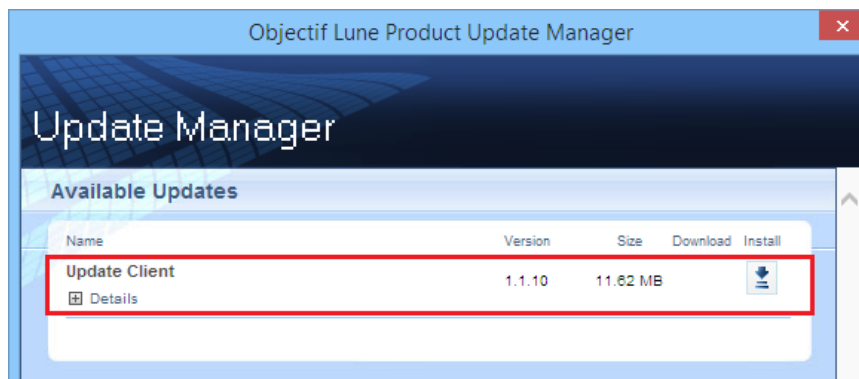 Objectif Lune Product Update Manager
Update Manager
Available Updates
Name Version Size Download Install
Update Client 1.1.10 11.62 MB
Details